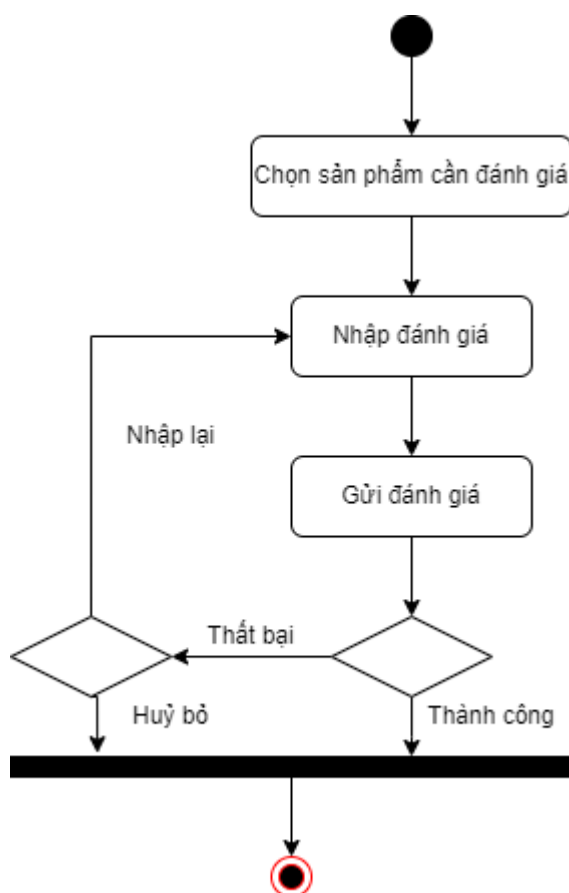 Chọn sản phẩm cần đánh giá
Nhập đánh giá
Nhập lại
Gửi đánh giá
Thất bại
Huỷ bỏ
Thành công